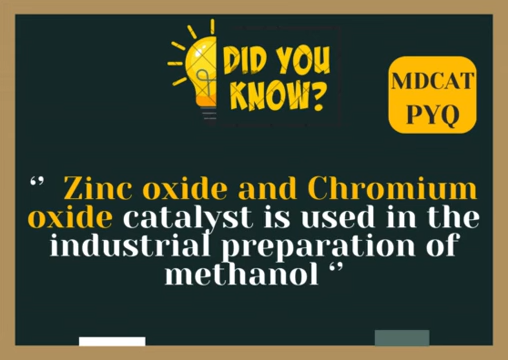 DID YOU
KNOW?
MDCAT
PYQ
“ Zinc oxide and Chromium
oxide catalyst is used in the
industrial preparation of
methanol “